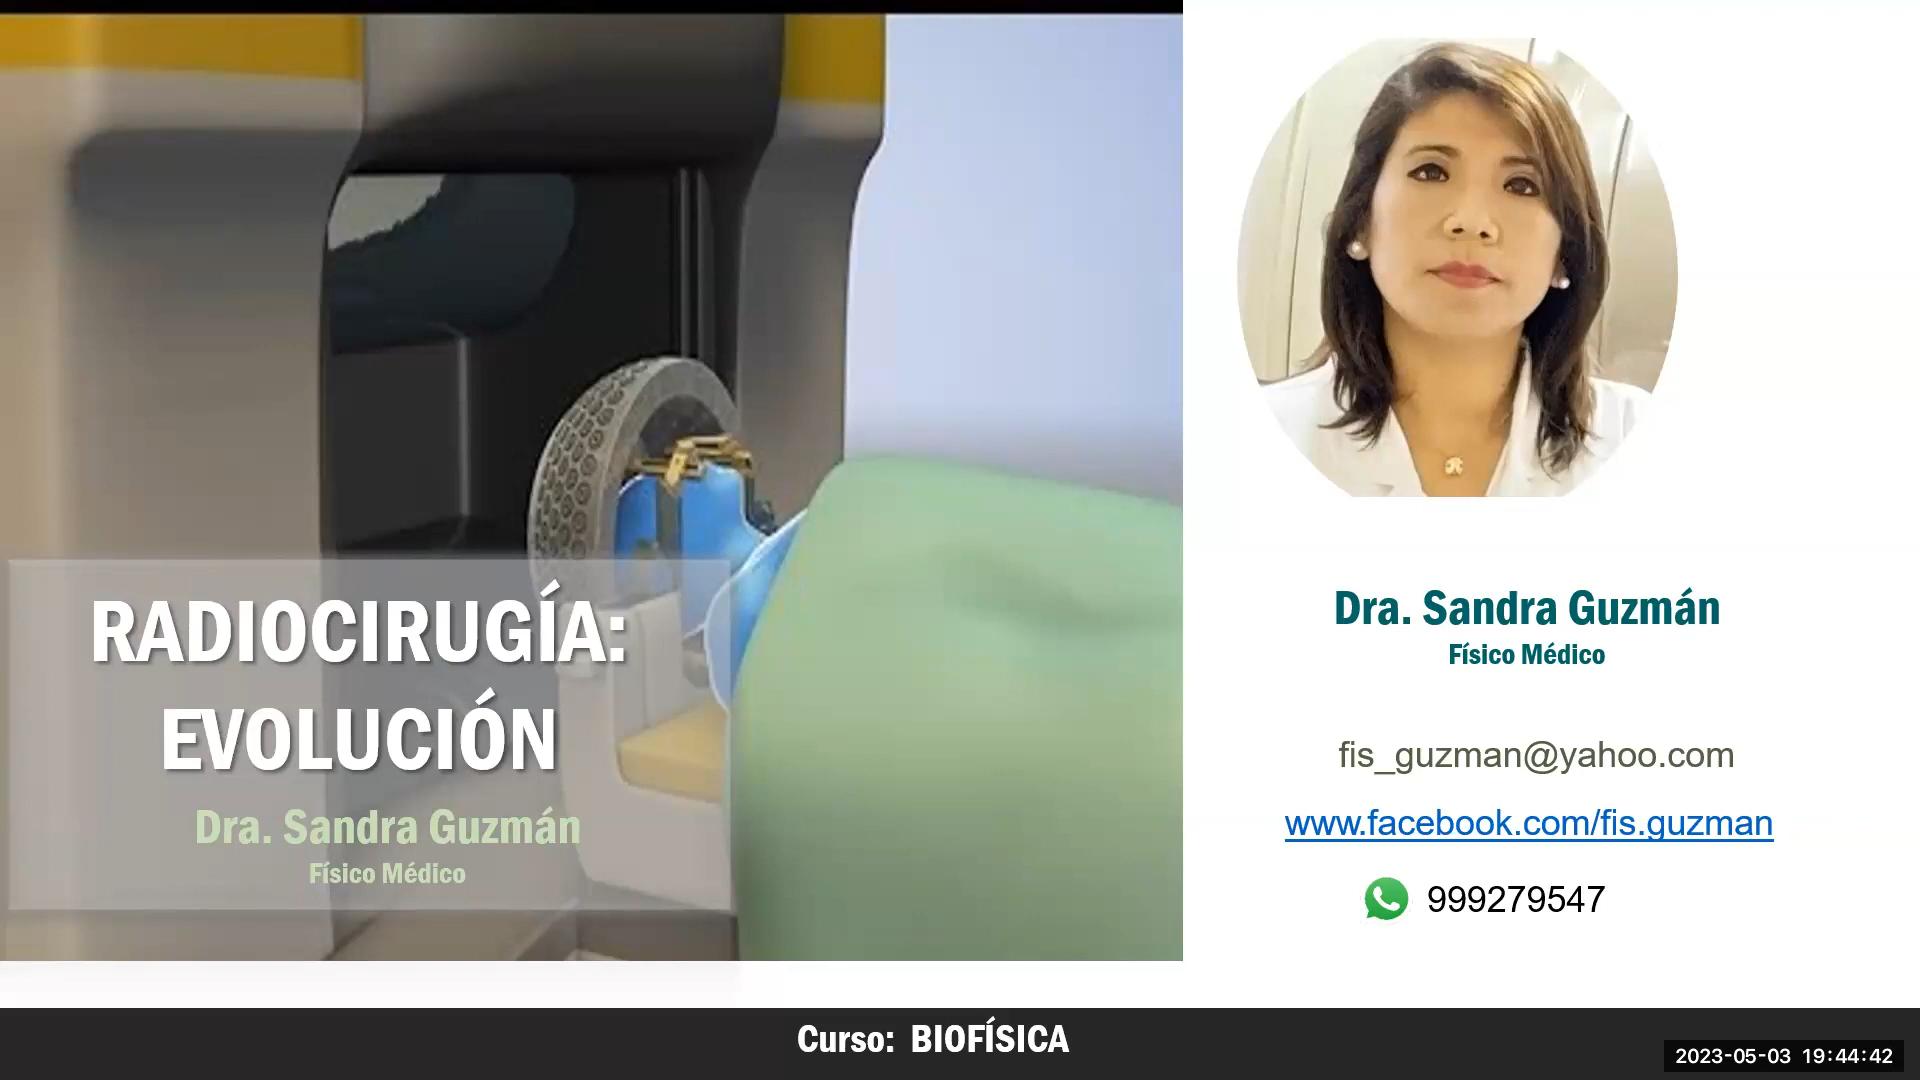 RADIOCIRUGÍA:
EVOLUCIÓN
Dra. Sandra Guzmán
Físico Médico
Dra. Sandra Guzmán
Físico Médico
fis_guzman@yahoo.com
www.facebook.com/fis.guzman
999279547
Curso: BIOFÍSICA
2023-05-03 19:44:42